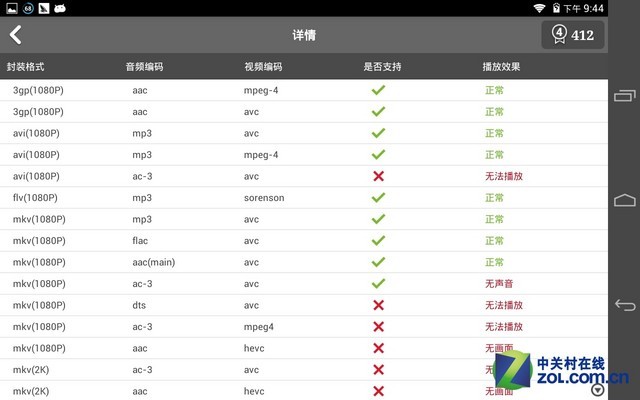 68 下午 9:44
详情 4 412
封装格式 音频编码 视频编码 是否支持 播放效果
3gp(1080P) aac mpeg-4 正常
3gp(1080P) aac avc 正常
avi(1080P) mp3 avc 正常
avi(1080P) mp3 mpeg-4 正常
avi(1080P) ac-3 avc 无法播放
flv(1080P) mp3 sorenson 正常
mkv(1080P) mp3 avc 正常
mkv(1080P) flac avc 正常
mkv(1080P) aac(main) avc 正常
mkv(1080P) ac-3 avc 无声音
mkv(1080P) dts avc 无法播放
mkv(1080P) ac-3 mpeg4 无法播放
mkv(1080P) aac hevc 无画面
mkv(2K) ac-3 avc
mkv(2K) aac hevc 无画面
Z 中关村在线
ZOL.COM.CN